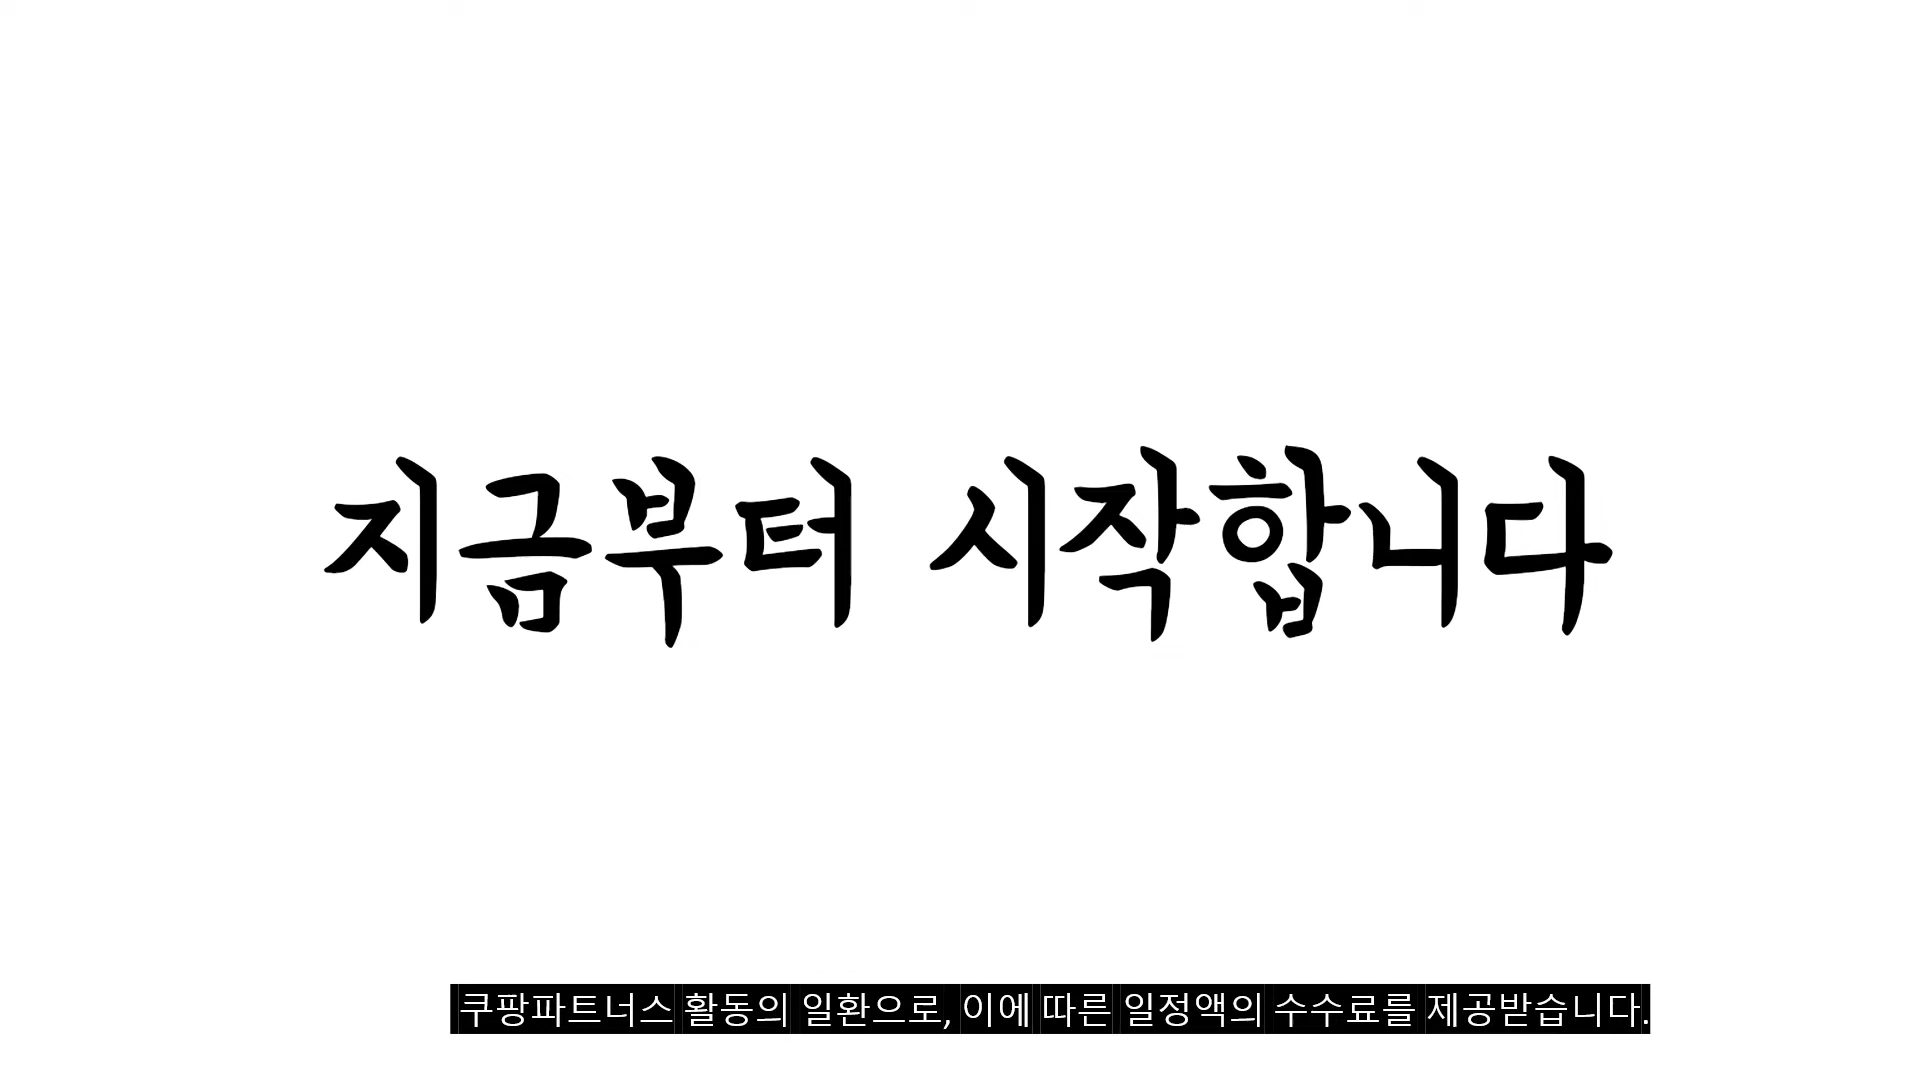 지금부터 시작합니다
쿠팡파트너스 활동의 일환으로, 이에 따른 일정액의 수수료를 제공받습니다.